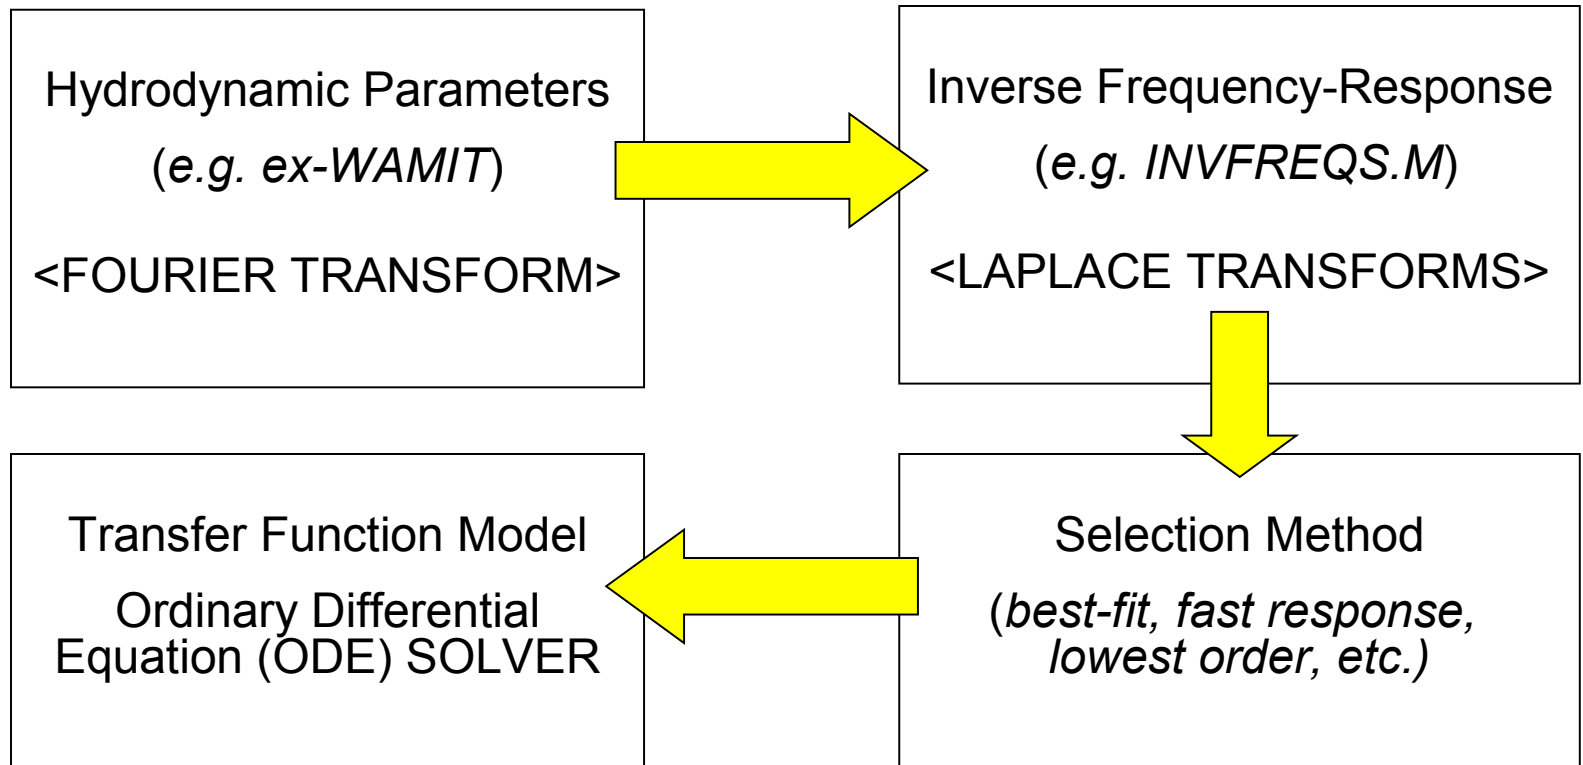 Hydrodynamic Parameters
(e.g. ex-WAMIT)
<FOURIER TRANSFORM>
Inverse Frequency-Response
(e.g. INVFREQS.M)
<LAPLACE TRANSFORMS>
Selection Method
(best-fit, fast response,
lowest order, etc.)
Transfer Function Model
Ordinary Differential
Equation (ODE) SOLVER